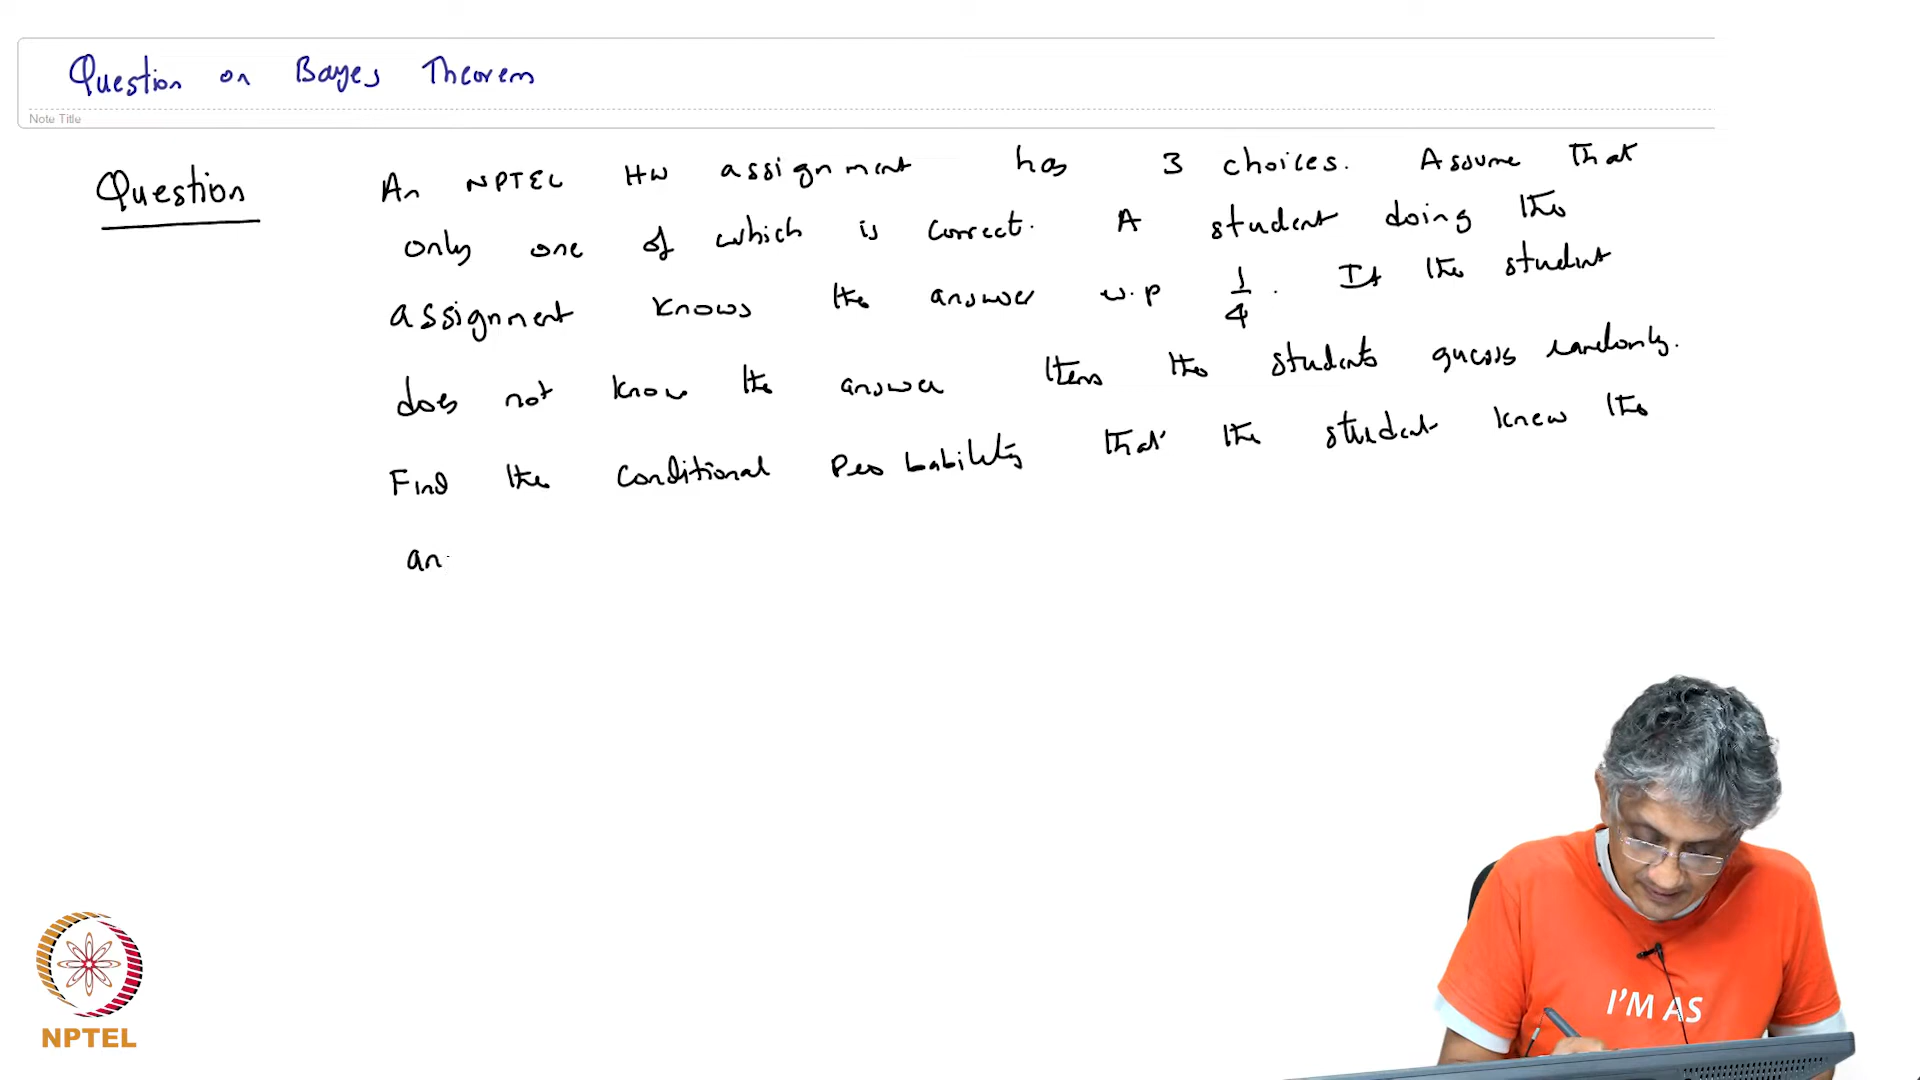 Question on Bayes Theorem
Note Title
Question An NPTEL HW assignment has 3 choices. Assume that
only one of which is correct. A student doing the
assignment knows the answer w.p 1/4. If the student
does not know the answer then the students guess randomly.
Find the conditional Probability that the student knew the
an
NPTEL
I'M AS